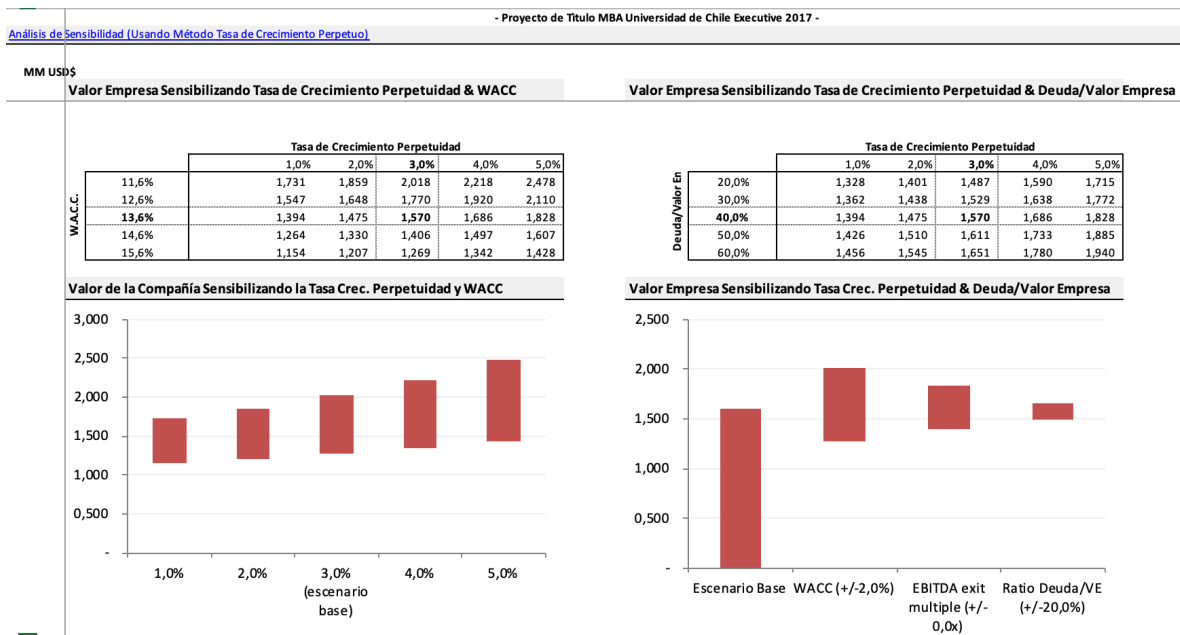 - Proyecto de Titulo MBA Universidad de Chile Executive 2017 -
Análisis de Sensibilidad (Usando Método Tasa de Crecimiento Perpetuo)
MM USD$
Valor Empresa Sensibilizando Tasa de Crecimiento Perpetuidad & WACC
Tasa de Crecimiento Perpetuidad
1,0% 2,0% 3,0% 4,0% 5,0%
W.A.C.C.
11,6% 1,731 1,859 2,018 2,218 2,478
12,6% 1,547 1,648 1,770 1,920 2,110
13,6% 1,394 1,475 1,570 1,686 1,828
14,6% 1,264 1,330 1,406 1,497 1,607
15,6% 1,154 1,207 1,269 1,342 1,428
Valor Empresa Sensibilizando Tasa de Crecimiento Perpetuidad & Deuda/Valor Empresa
Tasa de Crecimiento Perpetuidad
1,0% 2,0% 3,0% 4,0% 5,0%
Deuda/Valor En
20,0% 1,328 1,401 1,487 1,590 1,715
30,0% 1,362 1,438 1,529 1,638 1,772
40,0% 1,394 1,475 1,570 1,686 1,828
50,0% 1,426 1,510 1,611 1,733 1,885
60,0% 1,456 1,545 1,651 1,780 1,940
Valor de la Compañía Sensibilizando la Tasa Crec. Perpetuidad y WACC
3,000
2,500
2,000
1,500
1,000
0,500
-
1,0% 2,0% 3,0% 4,0% 5,0%
(escenario
base)
Valor Empresa Sensibilizando Tasa Crec. Perpetuidad & Deuda/Valor Empresa
2,500
2,000
1,500
1,000
0,500
-
Escenario Base WACC (+/-2,0%) EBITDA exit Ratio Deuda/VE
multiple (+/- (+/-20,0%)
0,0x)